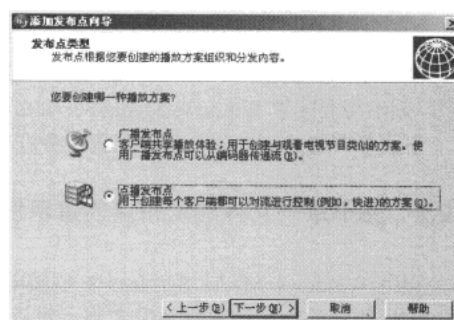 添加发布点向导
发布点类型
发布点根据您要创建的播放方案组织和分发内容。
您要创建哪一种播放方案?
广播发布点
客户端共享播放体验；用于创建与观看电视节目类似的方案。使
用广播发布点可以从编码器传递流(B)。
点播发布点
用于创建每个客户端都可以对流进行控制(例如，快进)的方案(O)。
<上一步(B) 下一步(N)> 取消 帮助